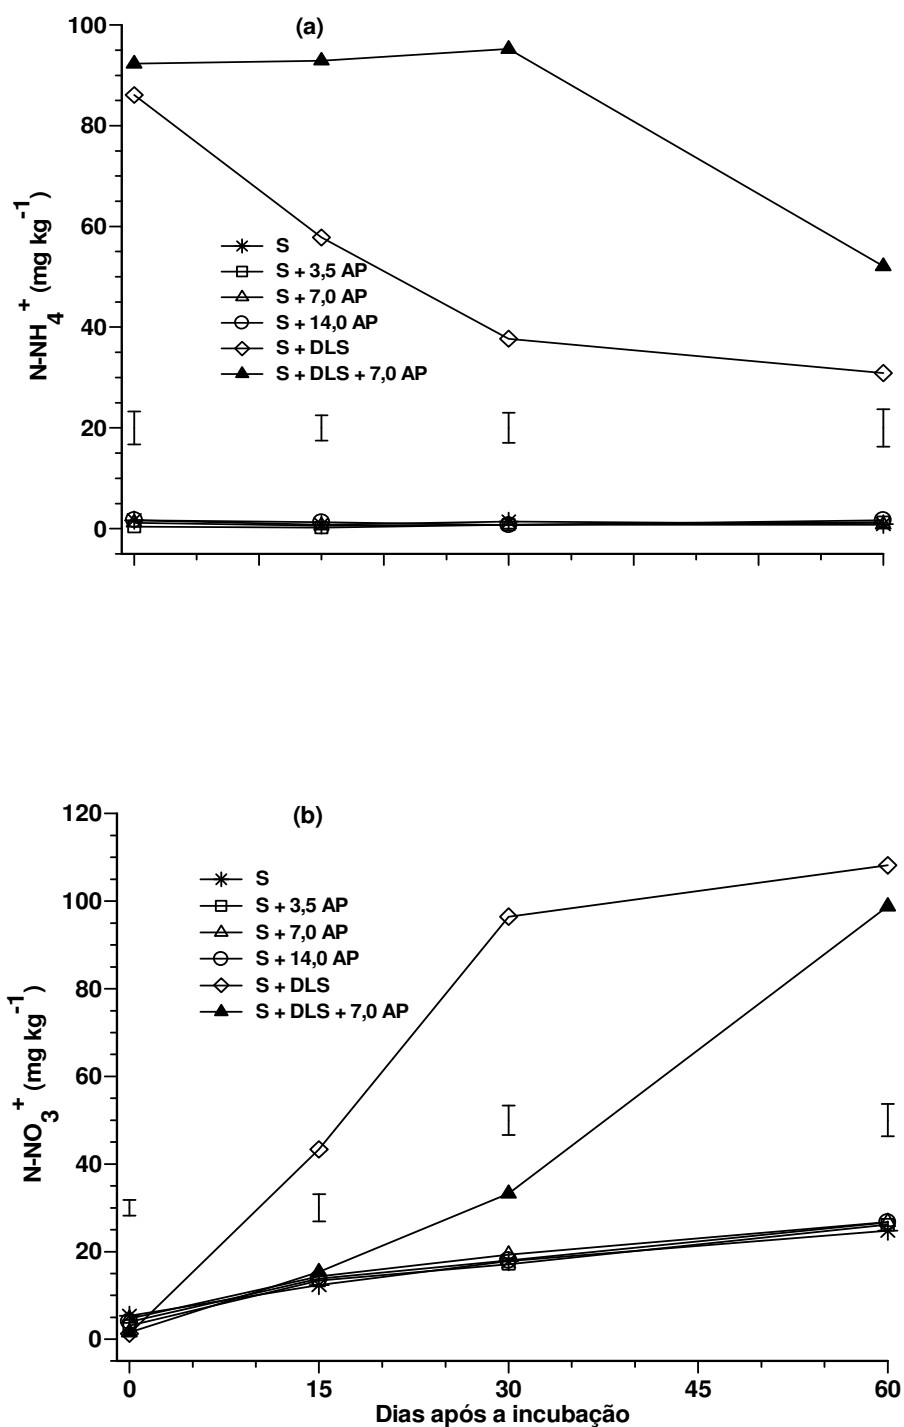 (a)
100
80
60
40
20
0
N-NH4+ (mg kg-1)
S
S + 3,5 AP
S + 7,0 AP
S + 14,0 AP
S + DLS
S + DLS + 7,0 AP
(b)
120
100
80
60
40
20
0
N-NO3+ (mg kg-1)
S
S + 3,5 AP
S + 7,0 AP
S + 14,0 AP
S + DLS
S + DLS + 7,0 AP
0 15 30 45 60
Dias após a incubação